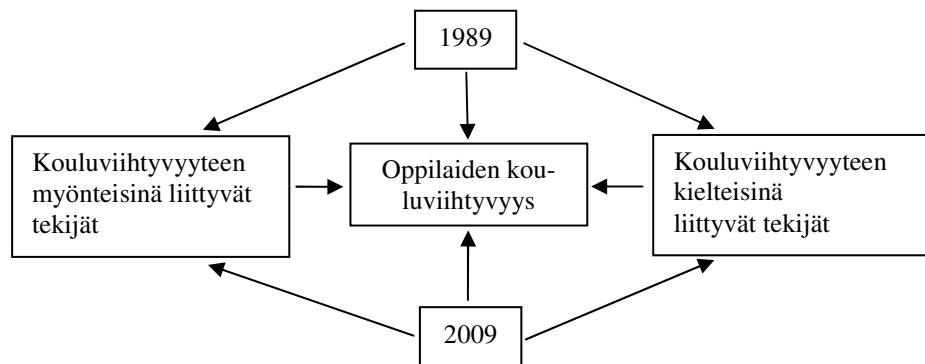 1989
Kouluviihtyvyyteen
myönteisinä liittyvät
tekijät
Oppilaiden kou-
luviihtyvyys
Kouluviihtyvyyteen
kielteisinä
liittyvät tekijät
2009